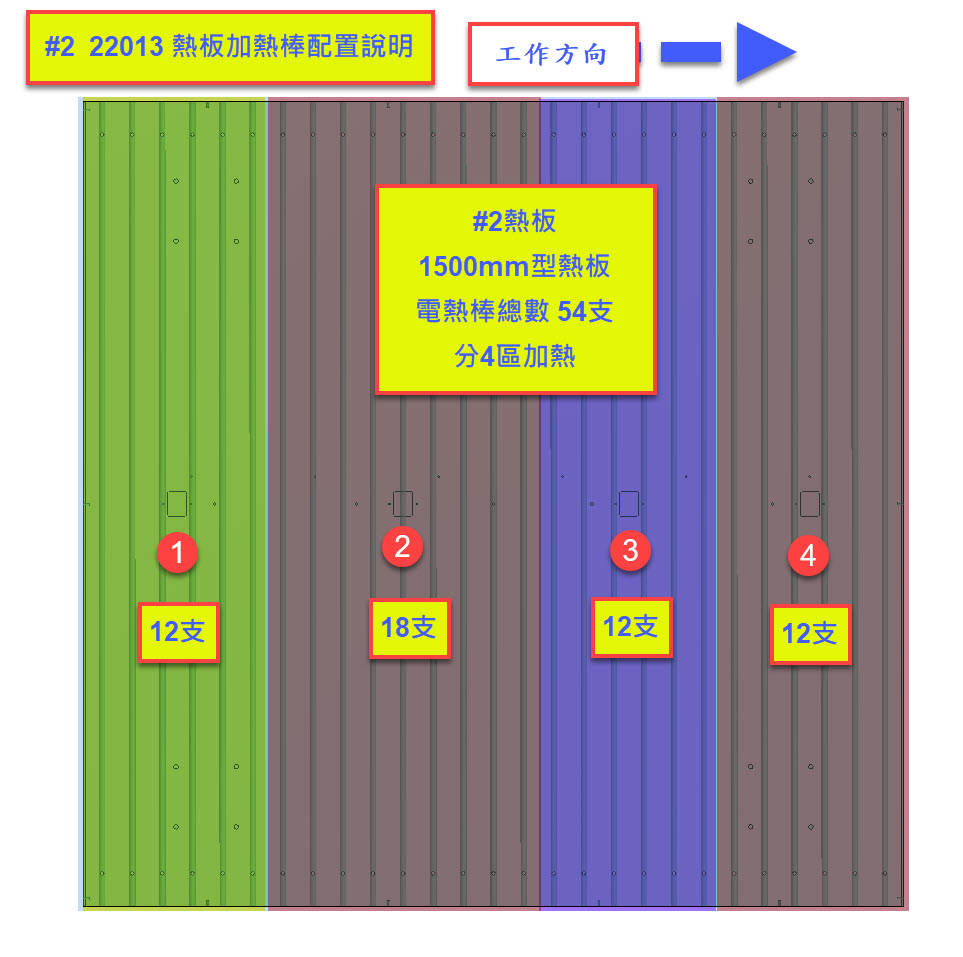 #2 22013 熱板加熱棒配置說明
工作方向
#2熱板
1500mm型熱板
電熱棒總數 54支
分4區加熱
1
2
3
4
12支
18支
12支
12支